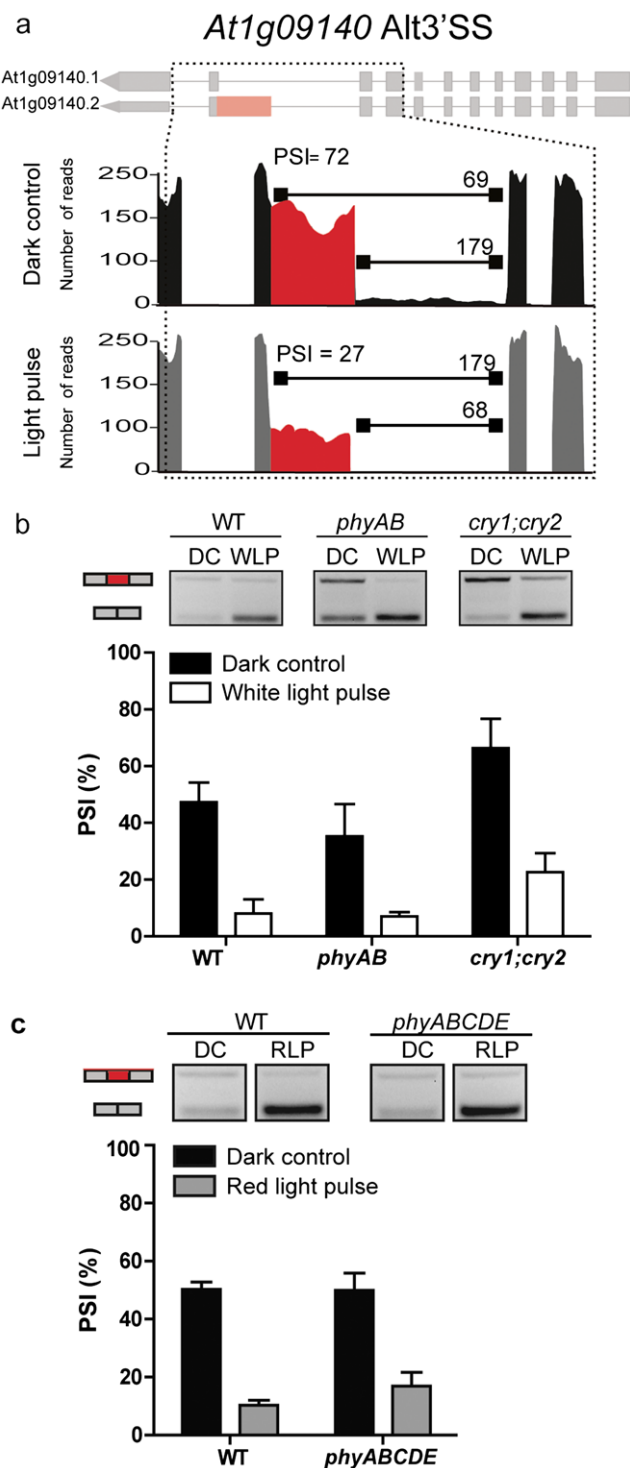 a
At1g09140 Alt3'SS
At1g09140.1
At1g09140.2
Dark control
Number of reads
250
150
100
0
PSI= 72
69
179
Light pulse
Number of reads
250
150
100
0
PSI = 27
179
68
b
WT phyAB cry1;cry2
DC WLP DC WLP DC WLP
PSI (%)
100
80
60
40
20
0
Dark control
White light pulse
WT phyAB cry1;cry2
c
WT phyABCDE
DC RLP DC RLP
PSI (%)
100
80
60
40
20
0
Dark control
Red light pulse
WT phyABCDE